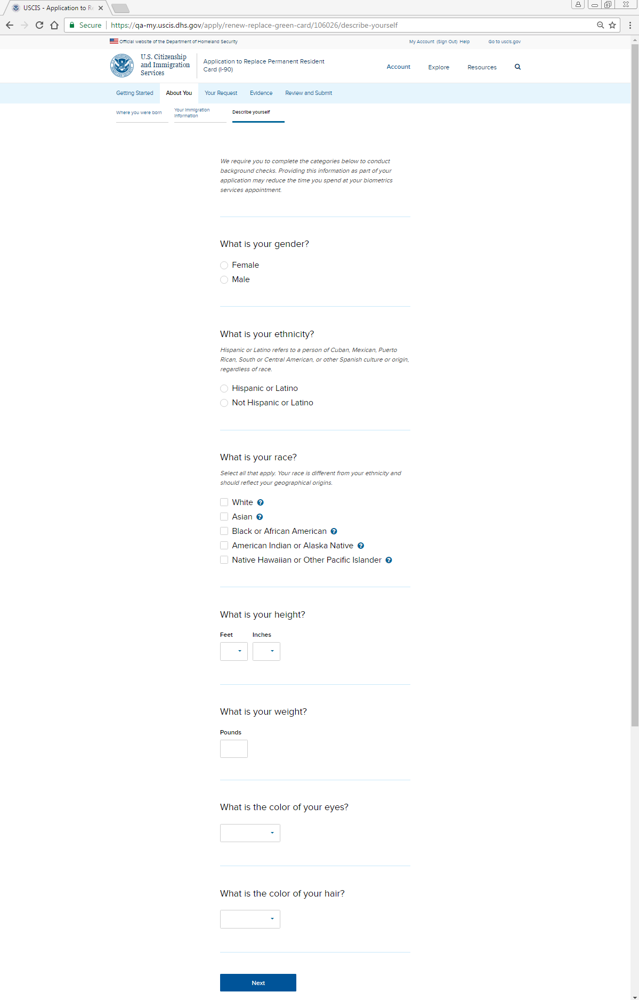 USCIS - Application to Re
Secure
https://qa-my.uscis.dhs.gov/apply/renew-replace-green-card/106026/describe-yourself
Official website of the Department of Homeland Security
My Account (Sign Out) Help
Go to uscis.gov
U.S. Citizenship
and Immigration
Services
Application to Replace Permanent Resident
Card (I-90)
Account
Explore
Resources
Getting Started
About You
Your Request
Evidence
Review and Submit
Where you were born
Your Immigration
Information
Describe yourself
We require you to complete the categories below to conduct
background checks. Providing this information as part of your
application may reduce the time you spend at your biometrics
services appointment.
What is your gender?
Female
Male
What is your ethnicity?
Hispanic or Latino refers to a person of Cuban, Mexican, Puerto
Rican, South or Central American, or other Spanish culture or origin,
regardless of race.
Hispanic or Latino
Not Hispanic or Latino
What is your race?
Select all that apply. Your race is different from your ethnicity and
should reflect your geographical origins.
White ?
Asian ?
Black or African American ?
American Indian or Alaska Native ?
Native Hawaiian or Other Pacific Islander ?
What is your height?
Feet
Inches
What is your weight?
Pounds
What is the color of your eyes?
What is the color of your hair?
Next